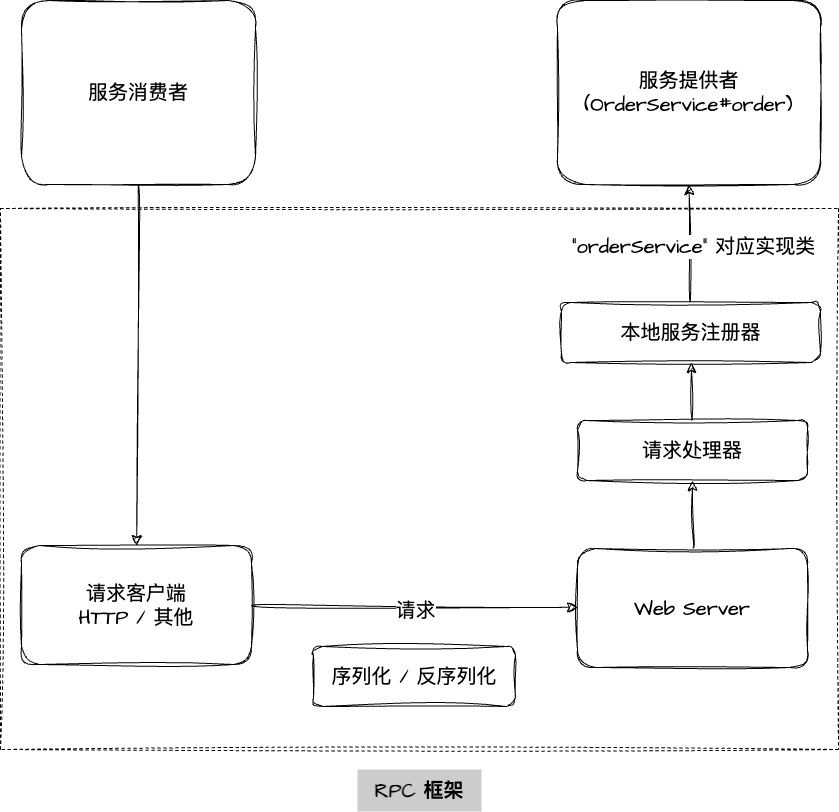 服务消费者
服务提供者
(OrderService#order)
"orderService" 对应实现类
本地服务注册器
请求处理器
请求客户端
HTTP / 其他
请求
Web Server
序列化 / 反序列化
RPC 框架